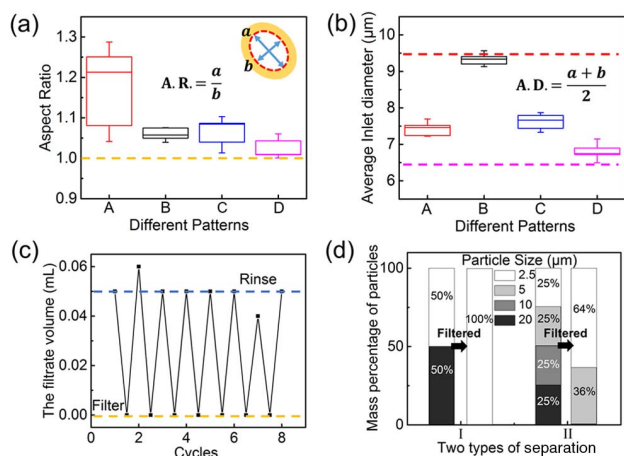 (a)
1.3
1.2
1.1
1.0
0.9
Aspect Ratio
a
b
A. R. = a/b
A
B
C
D
Different Patterns
(b)
10
9
8
7
6
5
Average Inlet diameter (μm)
A. D. = a + b / 2
A
B
C
D
Different Patterns
(c)
0.06
0.04
0.02
0.00
The filtrate volume (mL)
Rinse
Filter
0
2
4
6
8
Cycles
(d)
100
50
0
Mass percentage of particles
Particle Size (μm)
2.5
5
10
20
50%
Filtered
50%
100%
25%
25%
Filtered
25%
25%
64%
36%
I
II
Two types of separation